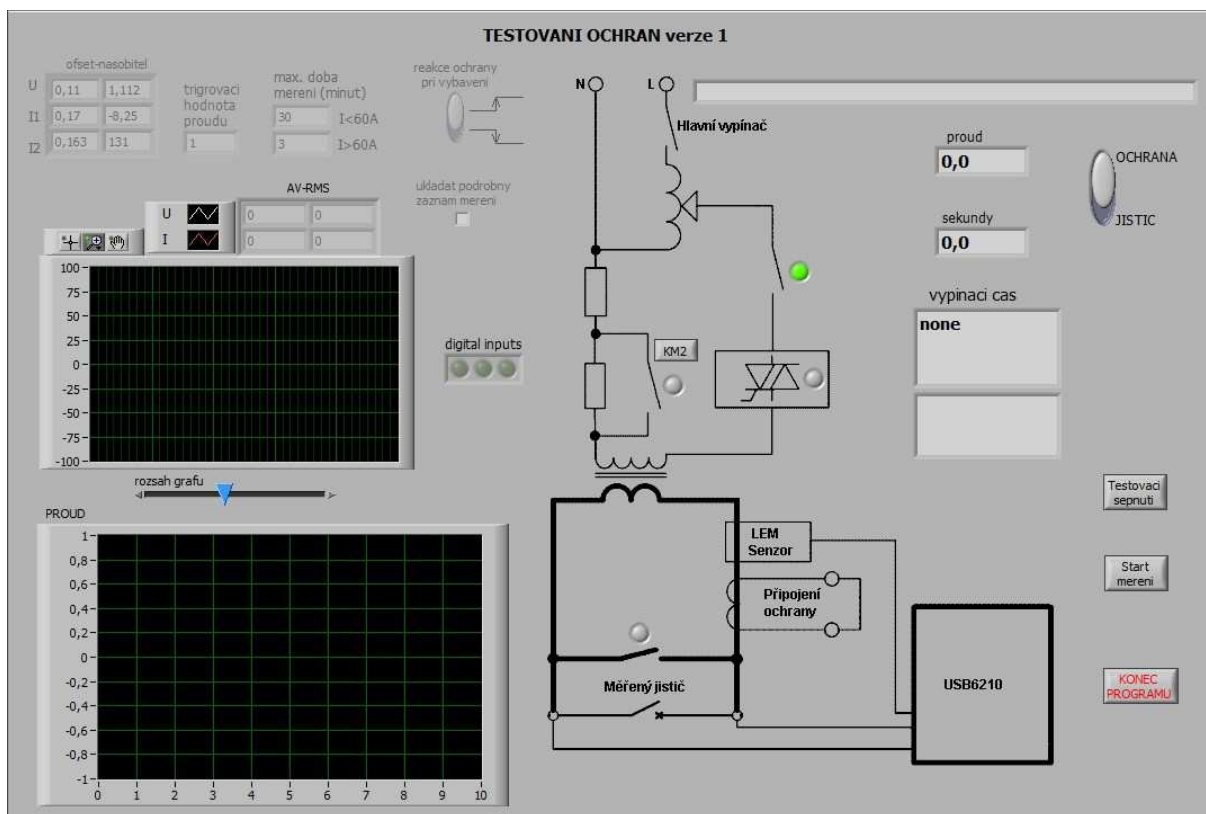 TESTOVANI OCHRAN verze 1
ofset-nasobitel
U 0,11 1,112
I1 0,17 -8,25
I2 0,163 131
trigrovaci
hodnota
proudu
1
max. doba
mereni (minut)
30 I<60A
3 I>60A
reakce ochrany
pri vybaveni
ukladat podrobny
zaznam mereni
AV-RMS
U 0 0
I 0 0
100
75
50
25
0
-25
-50
-75
-100
rozsah grafu
digital inputs
PROUD
1
0,8
0,6
0,4
0,2
0
-0,2
-0,4
-0,6
-0,8
-1
0 1 2 3 4 5 6 7 8 9 10
N L
Hlavní vypínač
KM2
LEM
Senzor
Připojení
ochrany
Měřený jistič
USB6210
proud
0,0
sekundy
0,0
OCHRANA
JISTIC
vypinaci cas
none
Testovaci
sepnuti
Start
mereni
KONEC
PROGRAMU